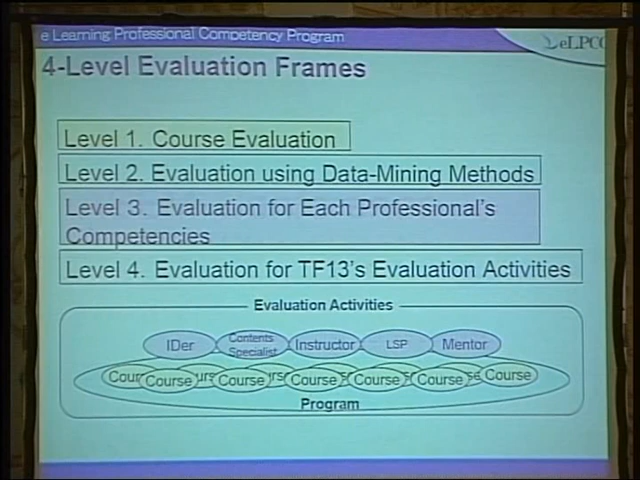 e Learning Professional Competency Program
eLPCO
4-Level Evaluation Frames
Level 1. Course Evaluation
Level 2. Evaluation using Data-Mining Methods
Level 3. Evaluation for Each Professional's
Competencies
Level 4. Evaluation for TF13's Evaluation Activities
Evaluation Activities
IDer
Contents
Specialist
Instructor
LSP
Mentor
Course Course Course Course Course Course
Program